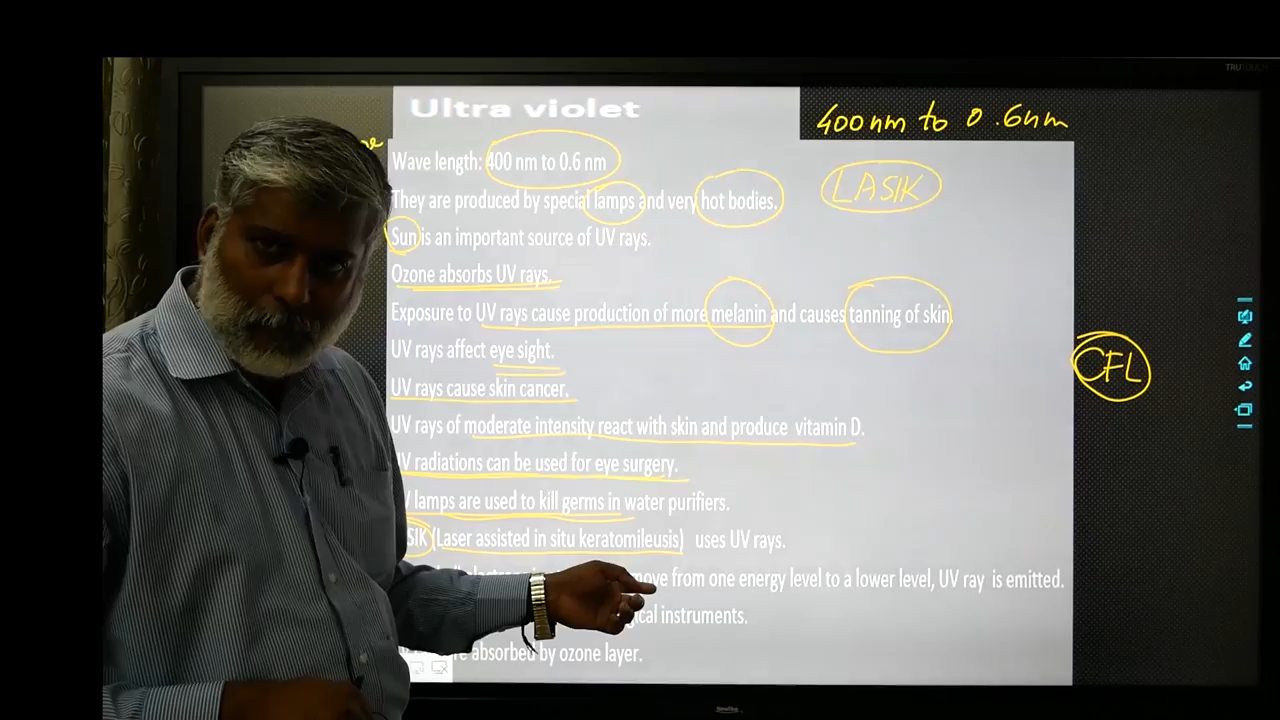 TRUTOUCH
Ultra violet
400 nm to 0.6 nm
Wave length: 400 nm to 0.6 nm
They are produced by special lamps and very hot bodies.
LASIK
Sun is an important source of UV rays.
Ozone absorbs UV rays.
Exposure to UV rays cause production of more melanin and causes tanning of skin.
UV rays affect eye sight.
CFL
UV rays cause skin cancer.
UV rays of moderate intensity react with skin and produce vitamin D.
UV radiations can be used for eye surgery.
lamps are used to kill germs in water purifiers.
SIK (Laser assisted in situ keratomileusis) uses UV rays.
move from one energy level to a lower level, UV ray is emitted.
gical instruments.
absorbed by ozone layer.
Newline